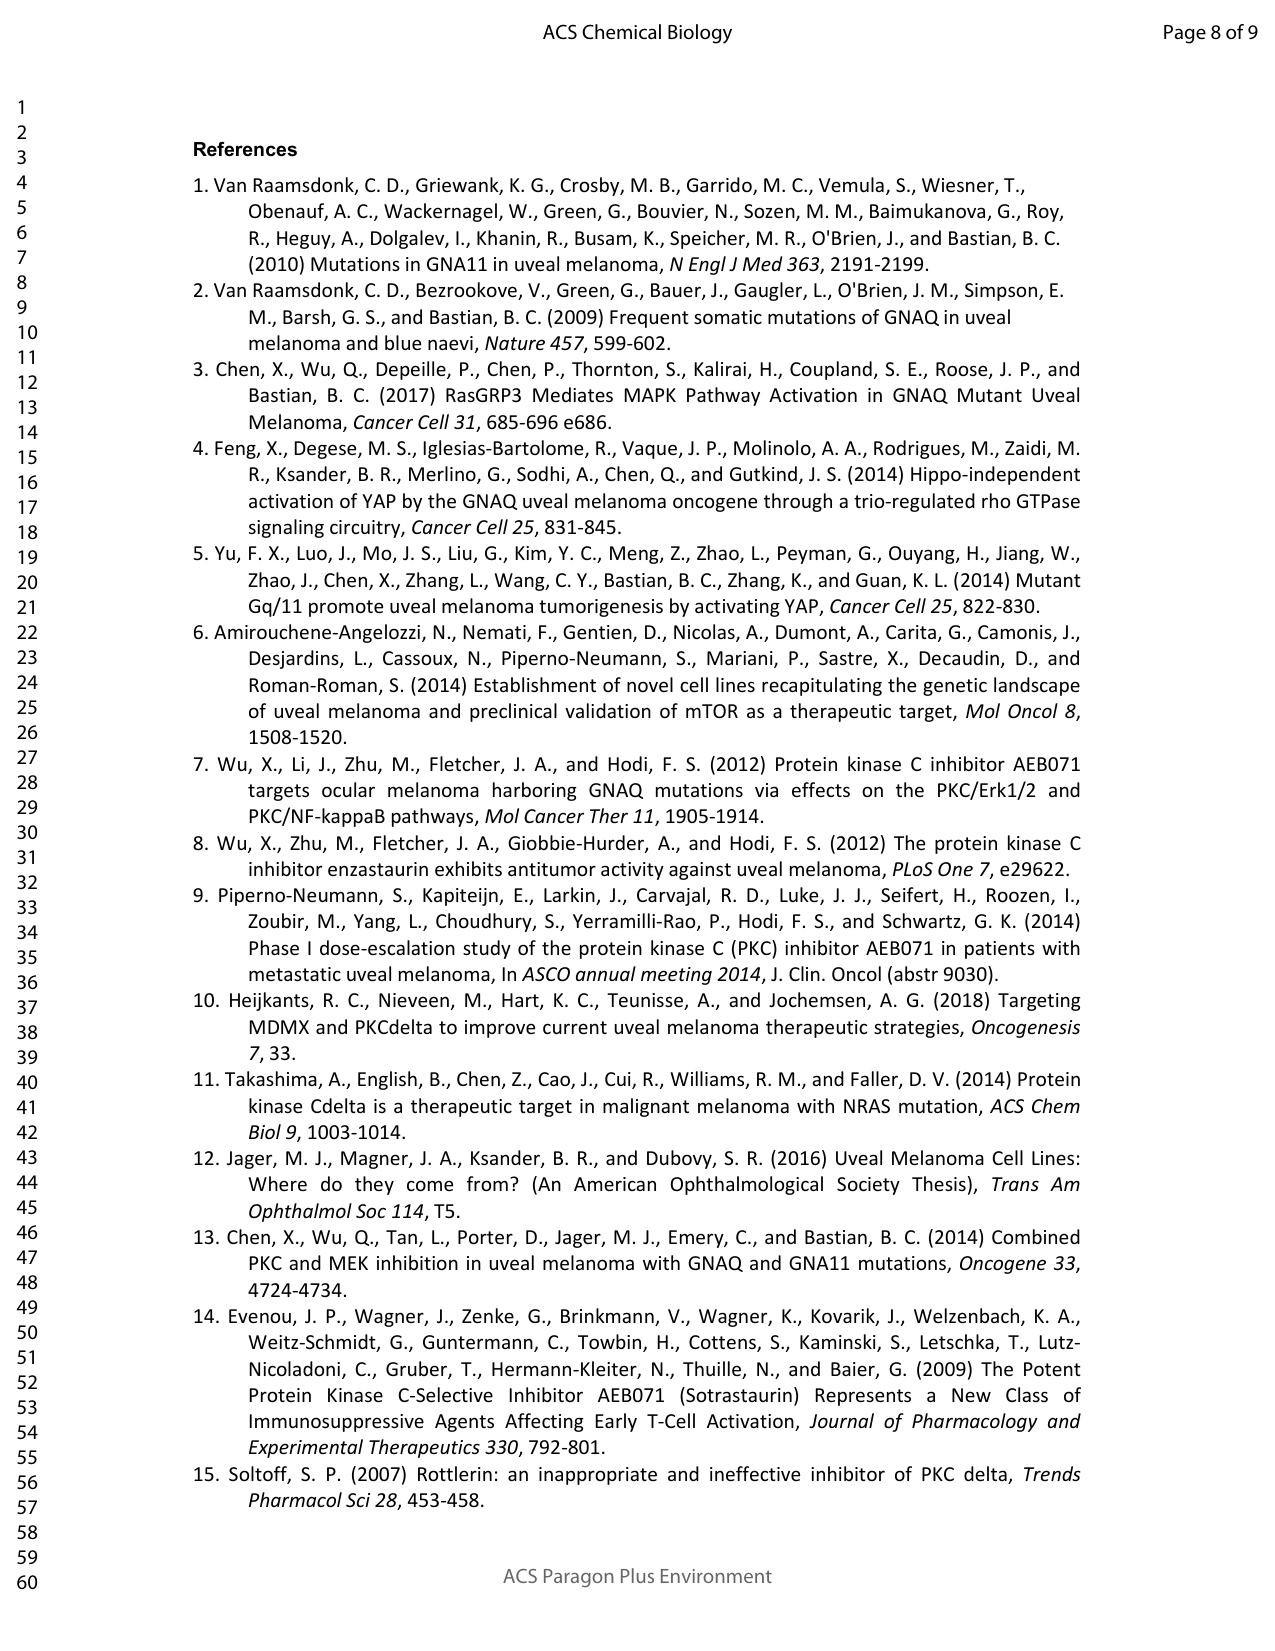 ACS Chemical Biology
Page 8 of 9
1
2
3
4
5
6
7
8
9
10
11
12
13
14
15
16
17
18
19
20
21
22
23
24
25
26
27
28
29
30
31
32
33
34
35
36
37
38
39
40
41
42
43
44
45
46
47
48
49
50
51
52
53
54
55
56
57
58
59
60
References
1. Van Raamsdonk, C. D., Griewank, K. G., Crosby, M. B., Garrido, M. C., Vemula, S., Wiesner, T.,
Obenauf, A. C., Wackernagel, W., Green, G., Bouvier, N., Sozen, M. M., Baimukanova, G., Roy,
R., Heguy, A., Dolgalev, I., Khanin, R., Busam, K., Speicher, M. R., O'Brien, J., and Bastian, B. C.
(2010) Mutations in GNA11 in uveal melanoma, N Engl J Med 363, 2191-2199.
2. Van Raamsdonk, C. D., Bezrookove, V., Green, G., Bauer, J., Gaugler, L., O'Brien, J. M., Simpson, E.
M., Barsh, G. S., and Bastian, B. C. (2009) Frequent somatic mutations of GNAQ in uveal
melanoma and blue naevi, Nature 457, 599-602.
3. Chen, X., Wu, Q., Depeille, P., Chen, P., Thornton, S., Kalirai, H., Coupland, S. E., Roose, J. P., and
Bastian, B. C. (2017) RasGRP3 Mediates MAPK Pathway Activation in GNAQ Mutant Uveal
Melanoma, Cancer Cell 31, 685-696 e686.
4. Feng, X., Degese, M. S., Iglesias-Bartolome, R., Vaque, J. P., Molinolo, A. A., Rodrigues, M., Zaidi, M.
R., Ksander, B. R., Merlino, G., Sodhi, A., Chen, Q., and Gutkind, J. S. (2014) Hippo-independent
activation of YAP by the GNAQ uveal melanoma oncogene through a trio-regulated rho GTPase
signaling circuitry, Cancer Cell 25, 831-845.
5. Yu, F. X., Luo, J., Mo, J. S., Liu, G., Kim, Y. C., Meng, Z., Zhao, L., Peyman, G., Ouyang, H., Jiang, W.,
Zhao, J., Chen, X., Zhang, L., Wang, C. Y., Bastian, B. C., Zhang, K., and Guan, K. L. (2014) Mutant
Gq/11 promote uveal melanoma tumorigenesis by activating YAP, Cancer Cell 25, 822-830.
6. Amirouchene-Angelozzi, N., Nemati, F., Gentien, D., Nicolas, A., Dumont, A., Carita, G., Camonis, J.,
Desjardins, L., Cassoux, N., Piperno-Neumann, S., Mariani, P., Sastre, X., Decaudin, D., and
Roman-Roman, S. (2014) Establishment of novel cell lines recapitulating the genetic landscape
of uveal melanoma and preclinical validation of mTOR as a therapeutic target, Mol Oncol 8,
1508-1520.
7. Wu, X., Li, J., Zhu, M., Fletcher, J. A., and Hodi, F. S. (2012) Protein kinase C inhibitor AEB071
targets ocular melanoma harboring GNAQ mutations via effects on the PKC/Erk1/2 and
PKC/NF-kappaB pathways, Mol Cancer Ther 11, 1905-1914.
8. Wu, X., Zhu, M., Fletcher, J. A., Giobbie-Hurder, A., and Hodi, F. S. (2012) The protein kinase C
inhibitor enzastaurin exhibits antitumor activity against uveal melanoma, PLoS One 7, e29622.
9. Piperno-Neumann, S., Kapiteijn, E., Larkin, J., Carvajal, R. D., Luke, J. J., Seifert, H., Roozen, I.,
Zoubir, M., Yang, L., Choudhury, S., Yerramilli-Rao, P., Hodi, F. S., and Schwartz, G. K. (2014)
Phase I dose-escalation study of the protein kinase C (PKC) inhibitor AEB071 in patients with
metastatic uveal melanoma, In ASCO annual meeting 2014, J. Clin. Oncol (abstr 9030).
10. Heijkants, R. C., Nieveen, M., Hart, K. C., Teunisse, A., and Jochemsen, A. G. (2018) Targeting
MDMX and PKCdelta to improve current uveal melanoma therapeutic strategies, Oncogenesis
7, 33.
11. Takashima, A., English, B., Chen, Z., Cao, J., Cui, R., Williams, R. M., and Faller, D. V. (2014) Protein
kinase Cdelta is a therapeutic target in malignant melanoma with NRAS mutation, ACS Chem
Biol 9, 1003-1014.
12. Jager, M. J., Magner, J. A., Ksander, B. R., and Dubovy, S. R. (2016) Uveal Melanoma Cell Lines:
Where do they come from? (An American Ophthalmological Society Thesis), Trans Am
Ophthalmol Soc 114, T5.
13. Chen, X., Wu, Q., Tan, L., Porter, D., Jager, M. J., Emery, C., and Bastian, B. C. (2014) Combined
PKC and MEK inhibition in uveal melanoma with GNAQ and GNA11 mutations, Oncogene 33,
4724-4734.
14. Evenou, J. P., Wagner, J., Zenke, G., Brinkmann, V., Wagner, K., Kovarik, J., Welzenbach, K. A.,
Weitz-Schmidt, G., Guntermann, C., Towbin, H., Cottens, S., Kaminski, S., Letschka, T., Lutz-
Nicoladoni, C., Gruber, T., Hermann-Kleiter, N., Thuille, N., and Baier, G. (2009) The Potent
Protein Kinase C-Selective Inhibitor AEB071 (Sotrastaurin) Represents a New Class of
Immunosuppressive Agents Affecting Early T-Cell Activation, Journal of Pharmacology and
Experimental Therapeutics 330, 792-801.
15. Soltoff, S. P. (2007) Rottlerin: an inappropriate and ineffective inhibitor of PKC delta, Trends
Pharmacol Sci 28, 453-458.
ACS Paragon Plus Environment